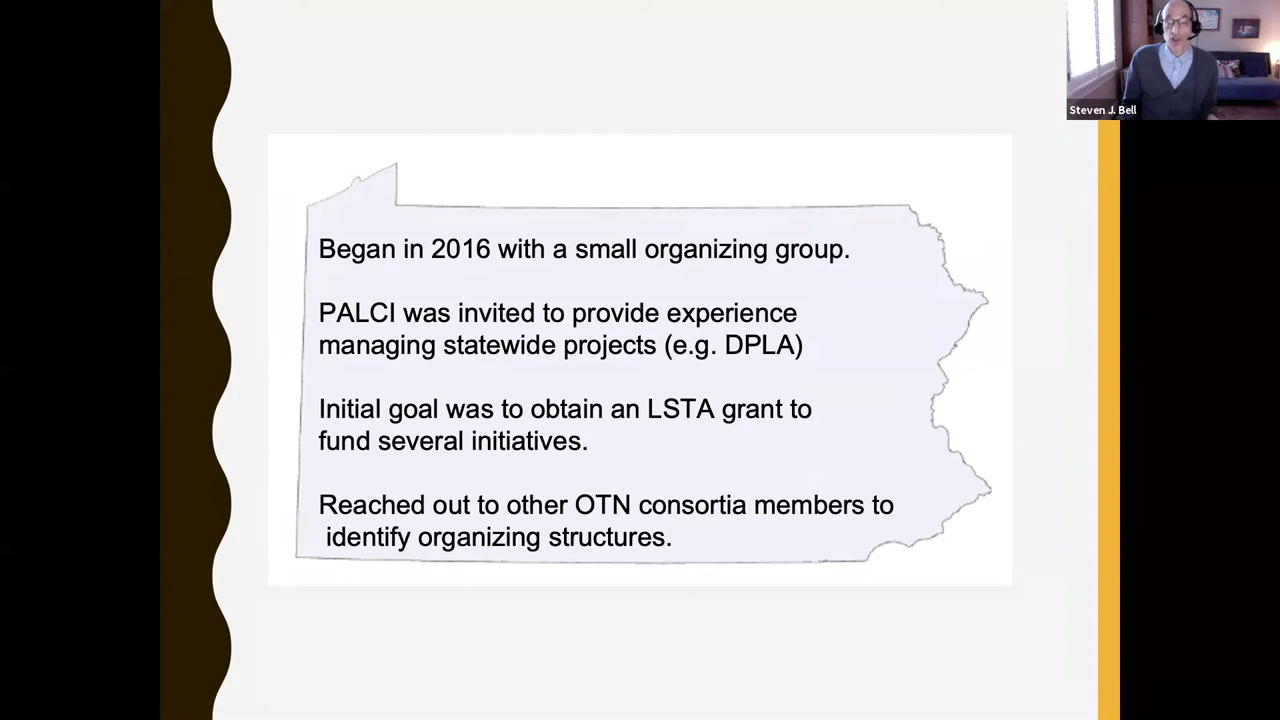 Steven J. Bell
Began in 2016 with a small organizing group.
PALCI was invited to provide experience
managing statewide projects (e.g. DPLA)
Initial goal was to obtain an LSTA grant to
fund several initiatives.
Reached out to other OTN consortia members to
identify organizing structures.